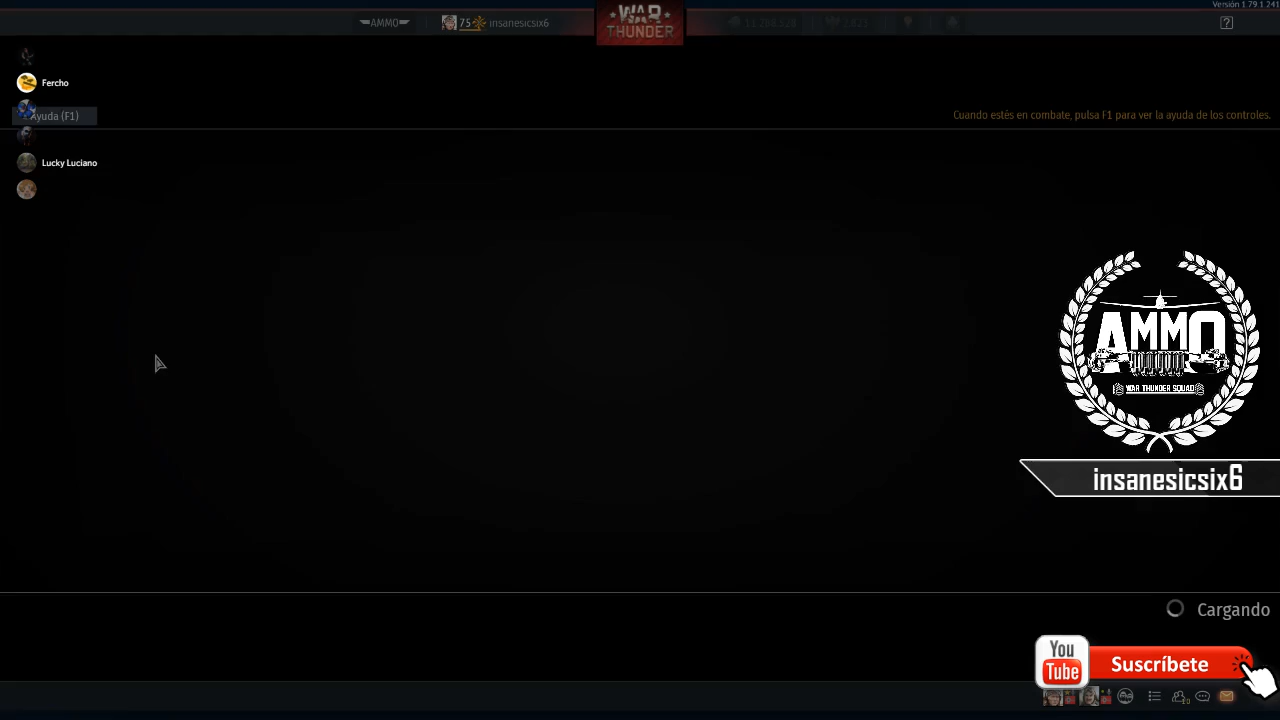 Versión 1.79 1.241
AMMO
75 insanesicsix6
WAR THUNDER
Fercho
Ayuda (F1)
Cuando estés en combate, pulsa F1 para ver la ayuda de los controles.
Lucky Luciano
AMMO
WAR THUNDER SQUAD
insanesicsix6
Cargando
You Tube
Suscríbete